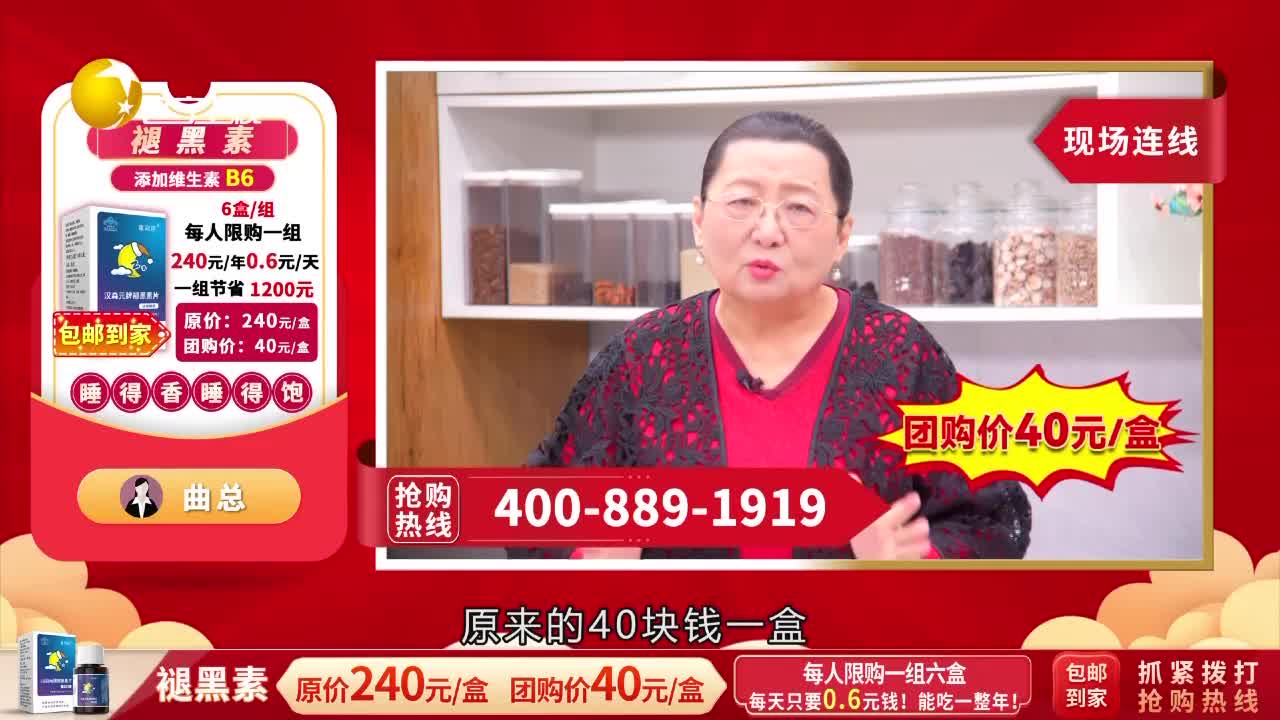 褪黑素
添加维生素 B6
6盒/组
每人限购一组
240元/年0.6元/天
一组节省 1200元
原价：240元/盒
团购价：40元/盒
包邮到家
睡得香睡得饱
曲总
现场连线
团购价40元/盒
抢购
热线
400-889-1919
原来的40块钱一盒
褪黑素
原价240元/盒 团购价40元/盒
每人限购一组六盒
每天只要0.6元钱！能吃一整年！
包邮
到家
抓紧拨打
抢购热线